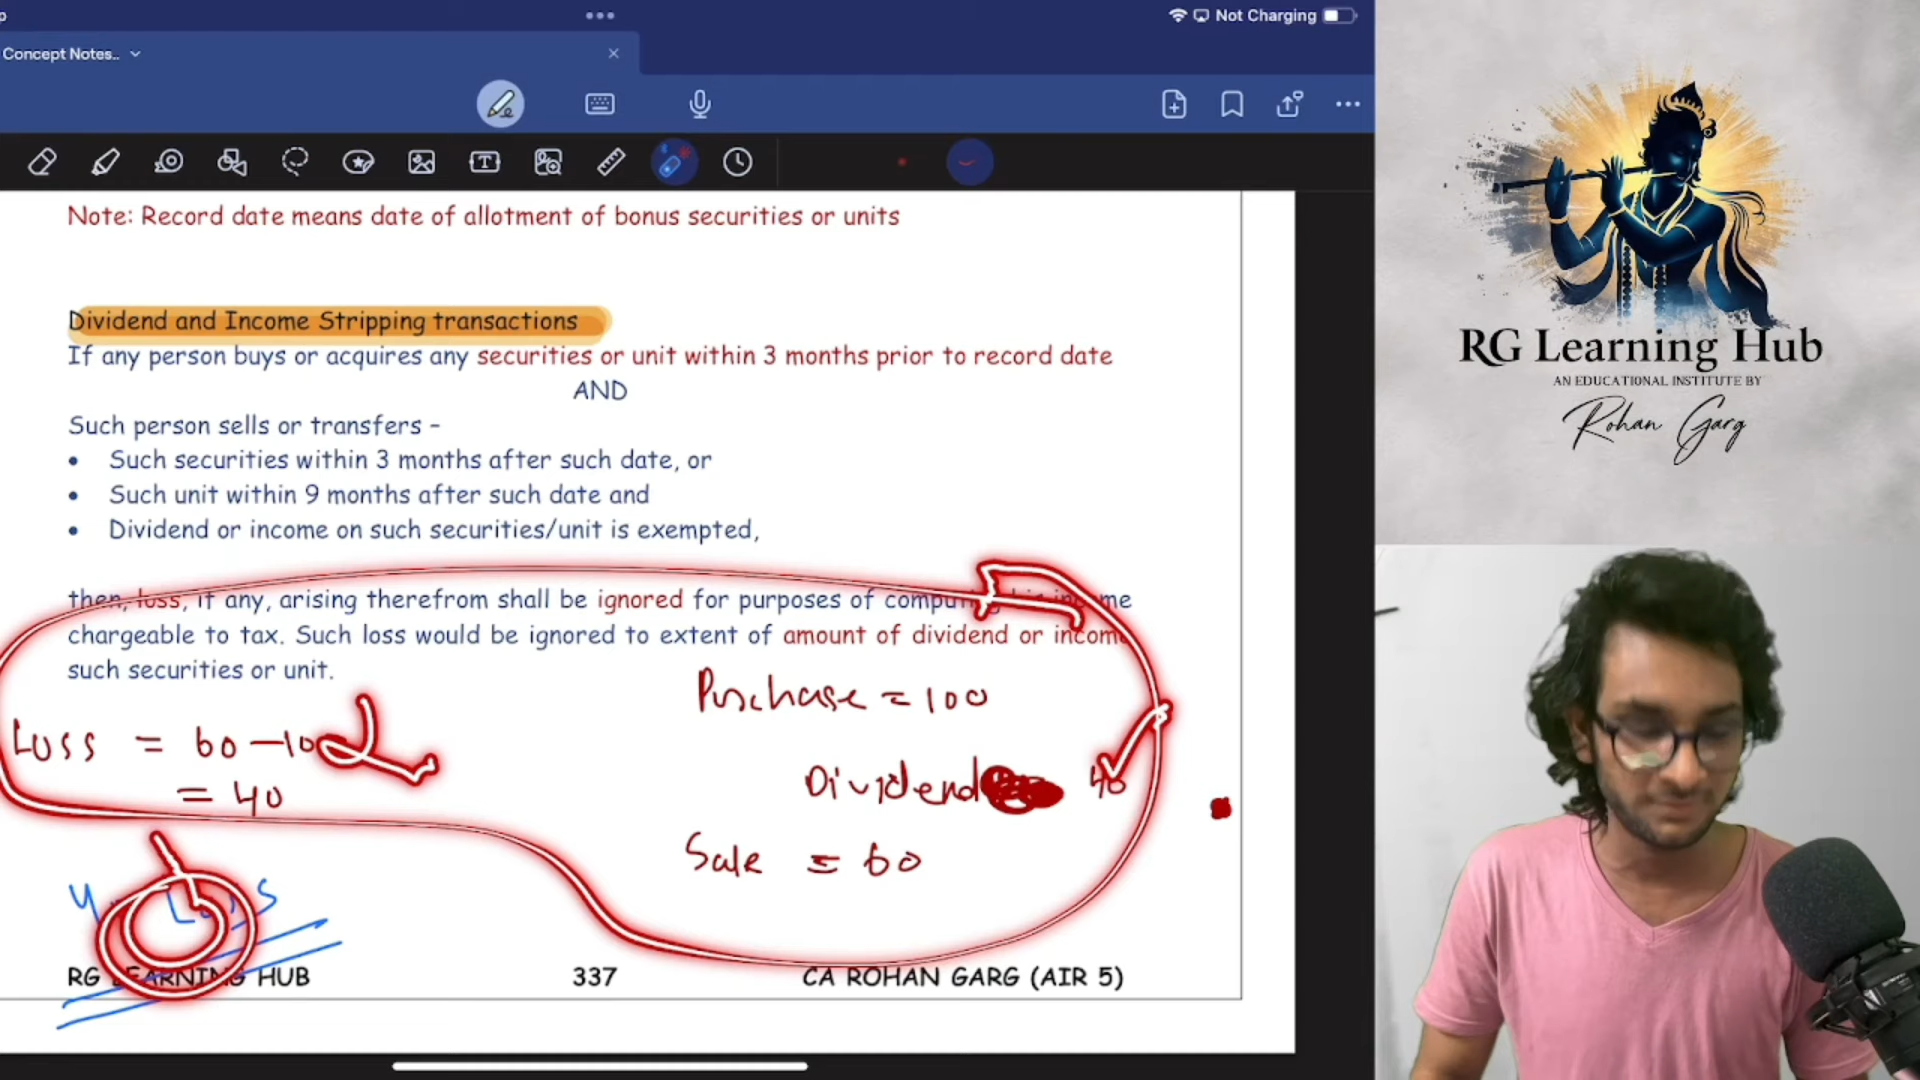 Not Charging
Concept Notes..
Note: Record date means date of allotment of bonus securities or units
Dividend and Income Stripping transactions
If any person buys or acquires any securities or unit within 3 months prior to record date
AND
Such person sells or transfers –
• Such securities within 3 months after such date, or
• Such unit within 9 months after such date and
• Dividend or income on such securities/unit is exempted,
then, loss, if any, arising therefrom shall be ignored for purposes of computing his income
chargeable to tax. Such loss would be ignored to extent of amount of dividend or income
such securities or unit.
Purchase = 100
Loss = 60 – 100
= 40
Dividend 40
Sale = 60
RG LEARNING HUB 337 CA ROHAN GARG (AIR 5)
RG Learning Hub
AN EDUCATIONAL INSTITUTE BY
Rohan Garg